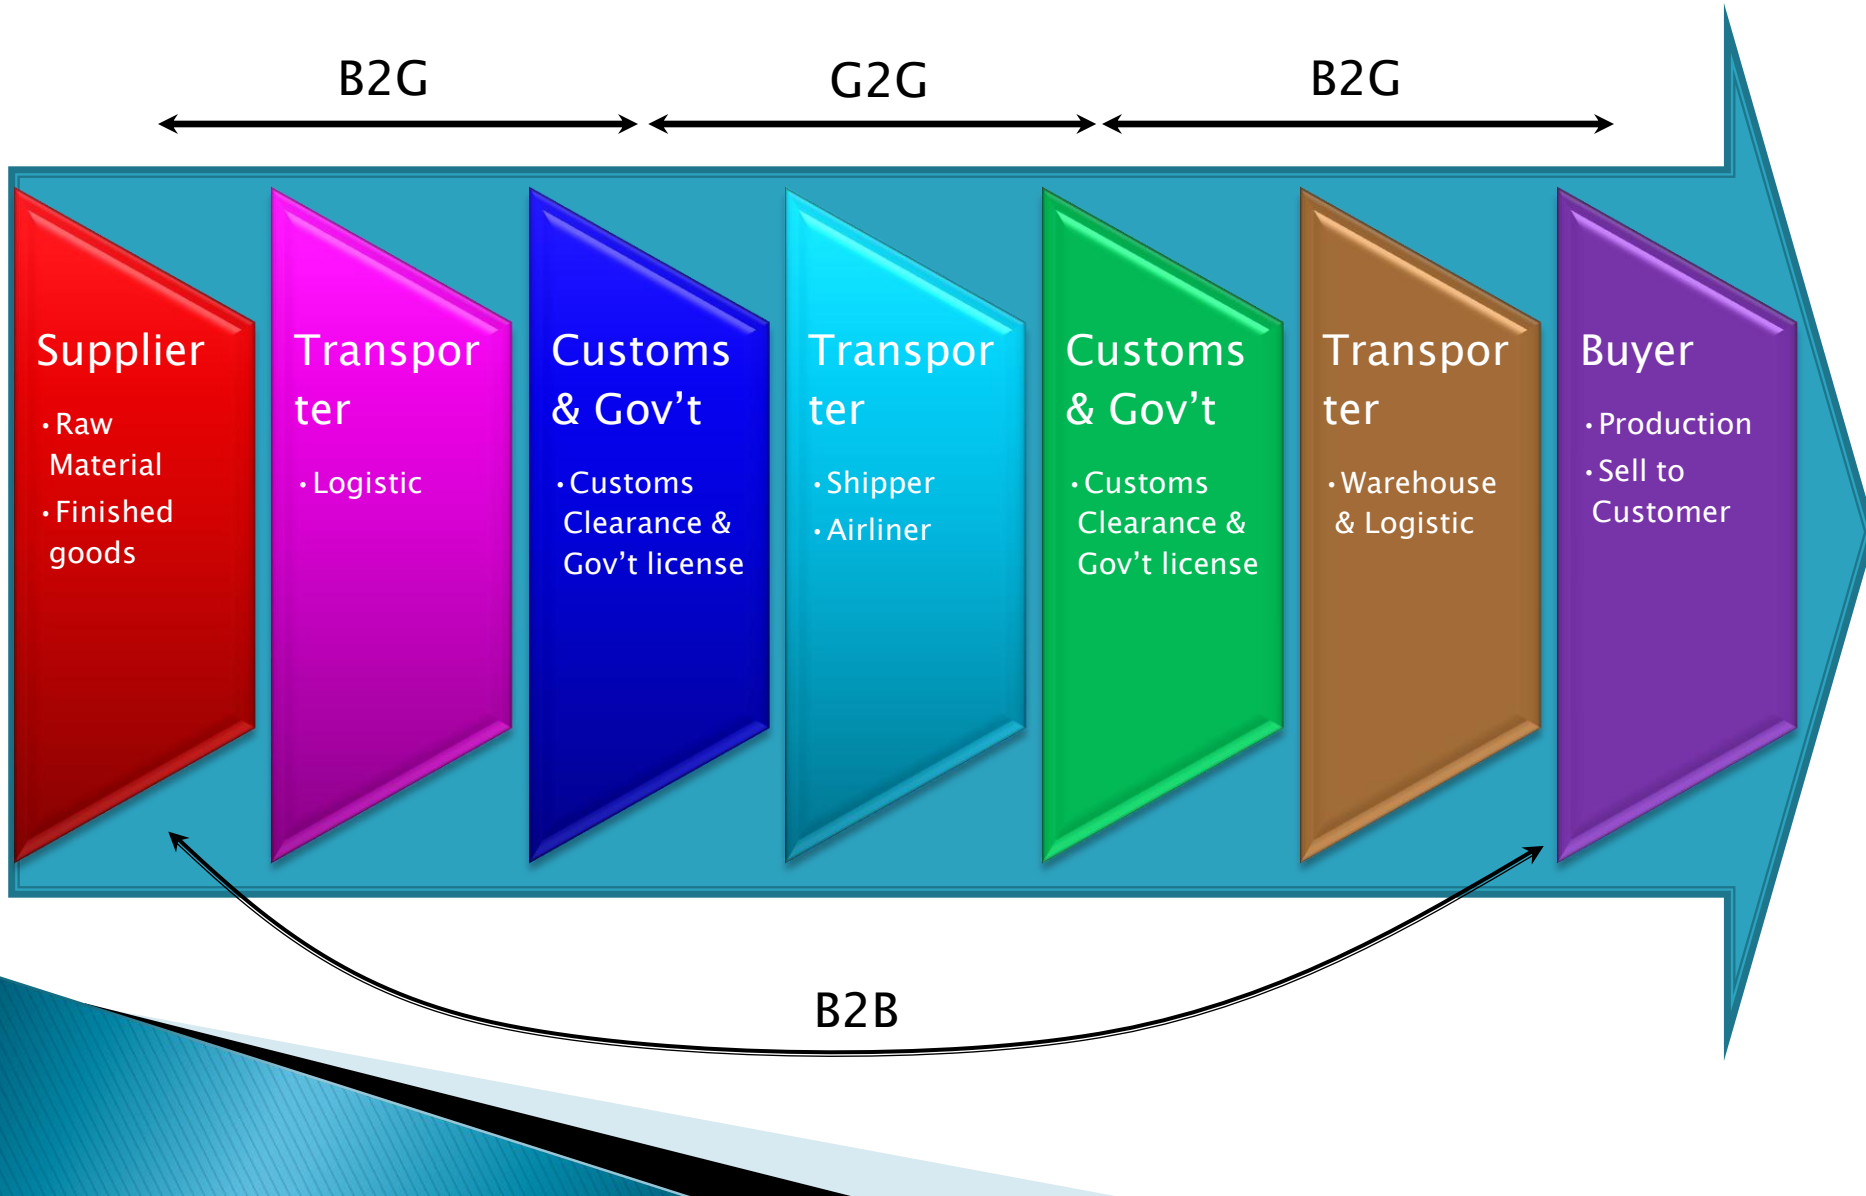 B2G
G2G
B2G
Supplier
• Raw
Material
• Finished
goods
Transpor
ter
• Logistic
Customs
& Gov’t
• Customs
Clearance &
Gov’t license
Transpor
ter
• Shipper
• Airliner
Customs
& Gov’t
• Customs
Clearance &
Gov’t license
Transpor
ter
• Warehouse
& Logistic
Buyer
• Production
• Sell to
Customer
B2B